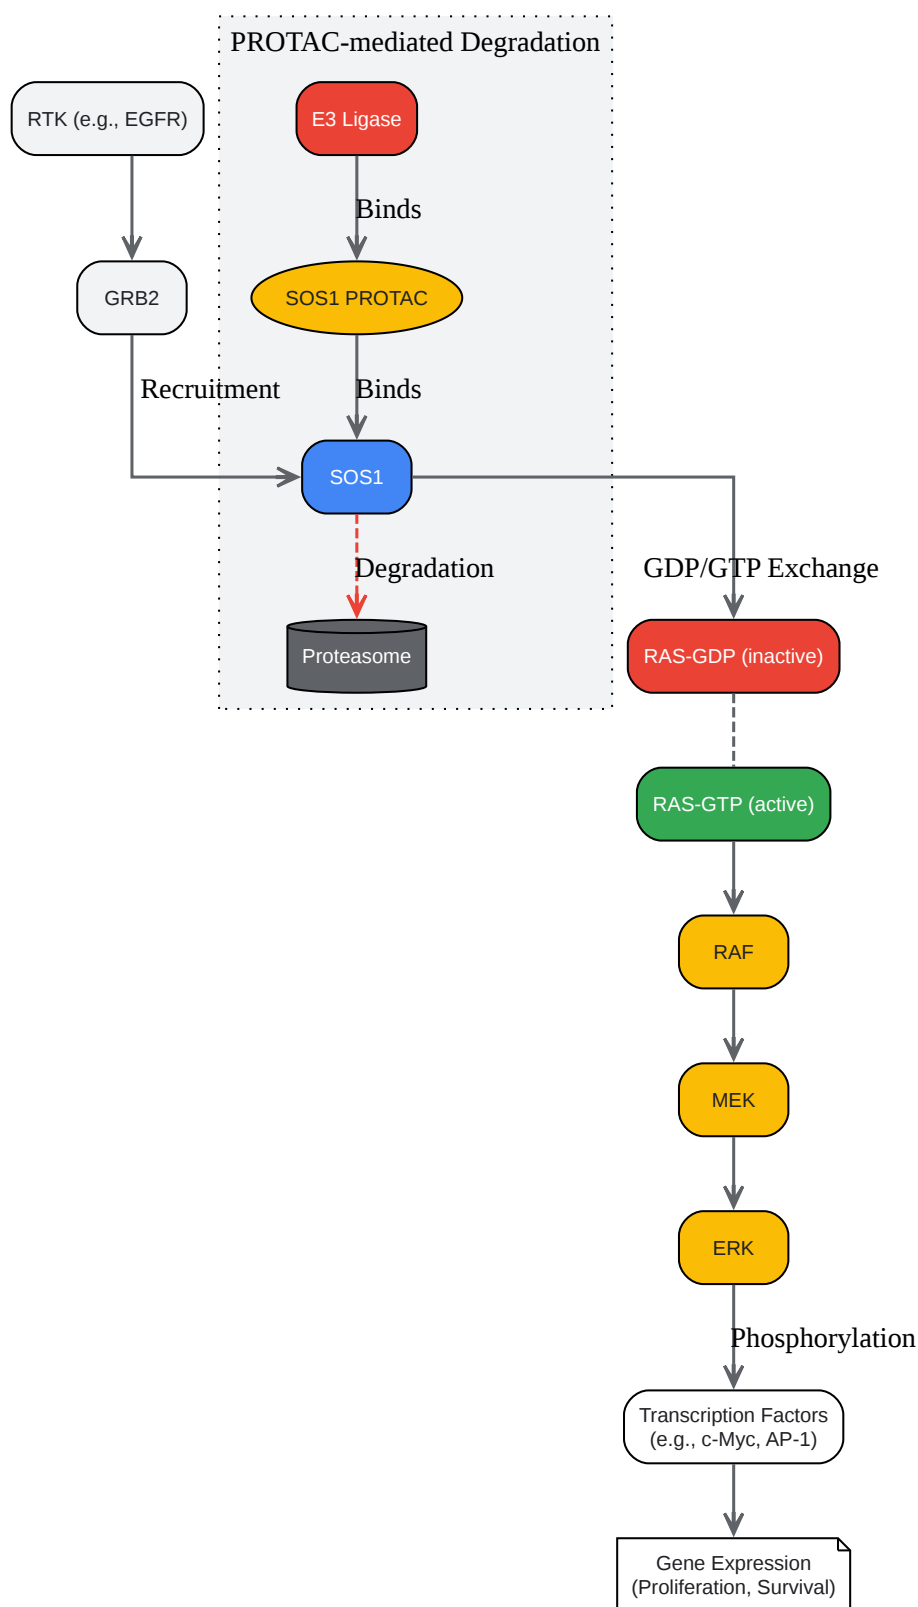 PROTAC-mediated Degradation
RTK (e.g., EGFR)
E3 Ligase
Binds
GRB2
SOS1 PROTAC
Recruitment
Binds
SOS1
Degradation
GDP/GTP Exchange
Proteasome
RAS-GDP (inactive)
RAS-GTP (active)
RAF
MEK
ERK
Phosphorylation
Transcription Factors
(e.g., c-Myc, AP-1)
Gene Expression
(Proliferation, Survival)